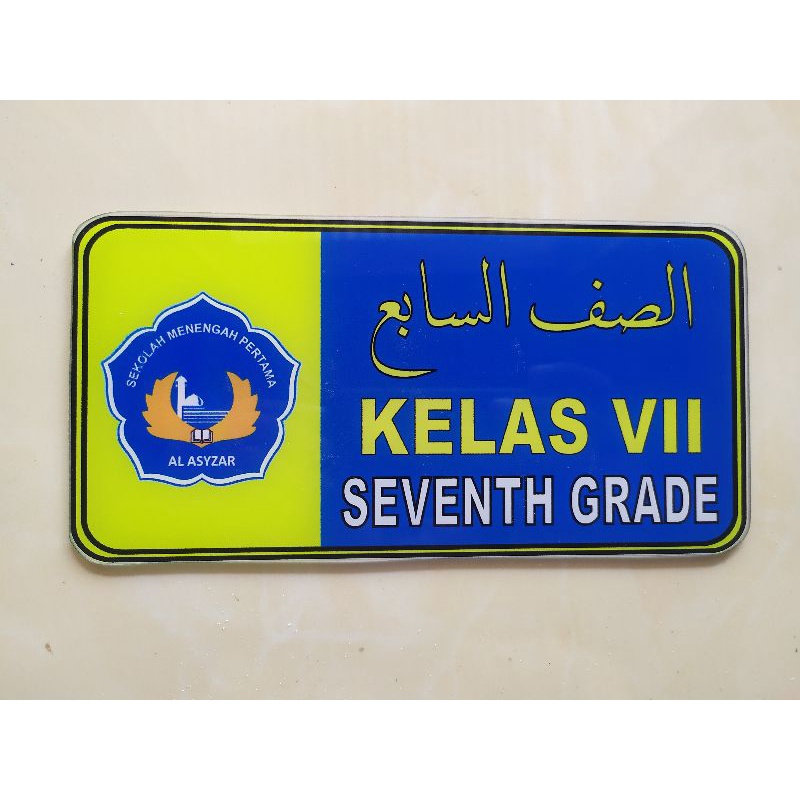 SEKOLAH MENENGAH PERTAMA
AL ASYZAR
الصف السابع
KELAS VII
SEVENTH GRADE